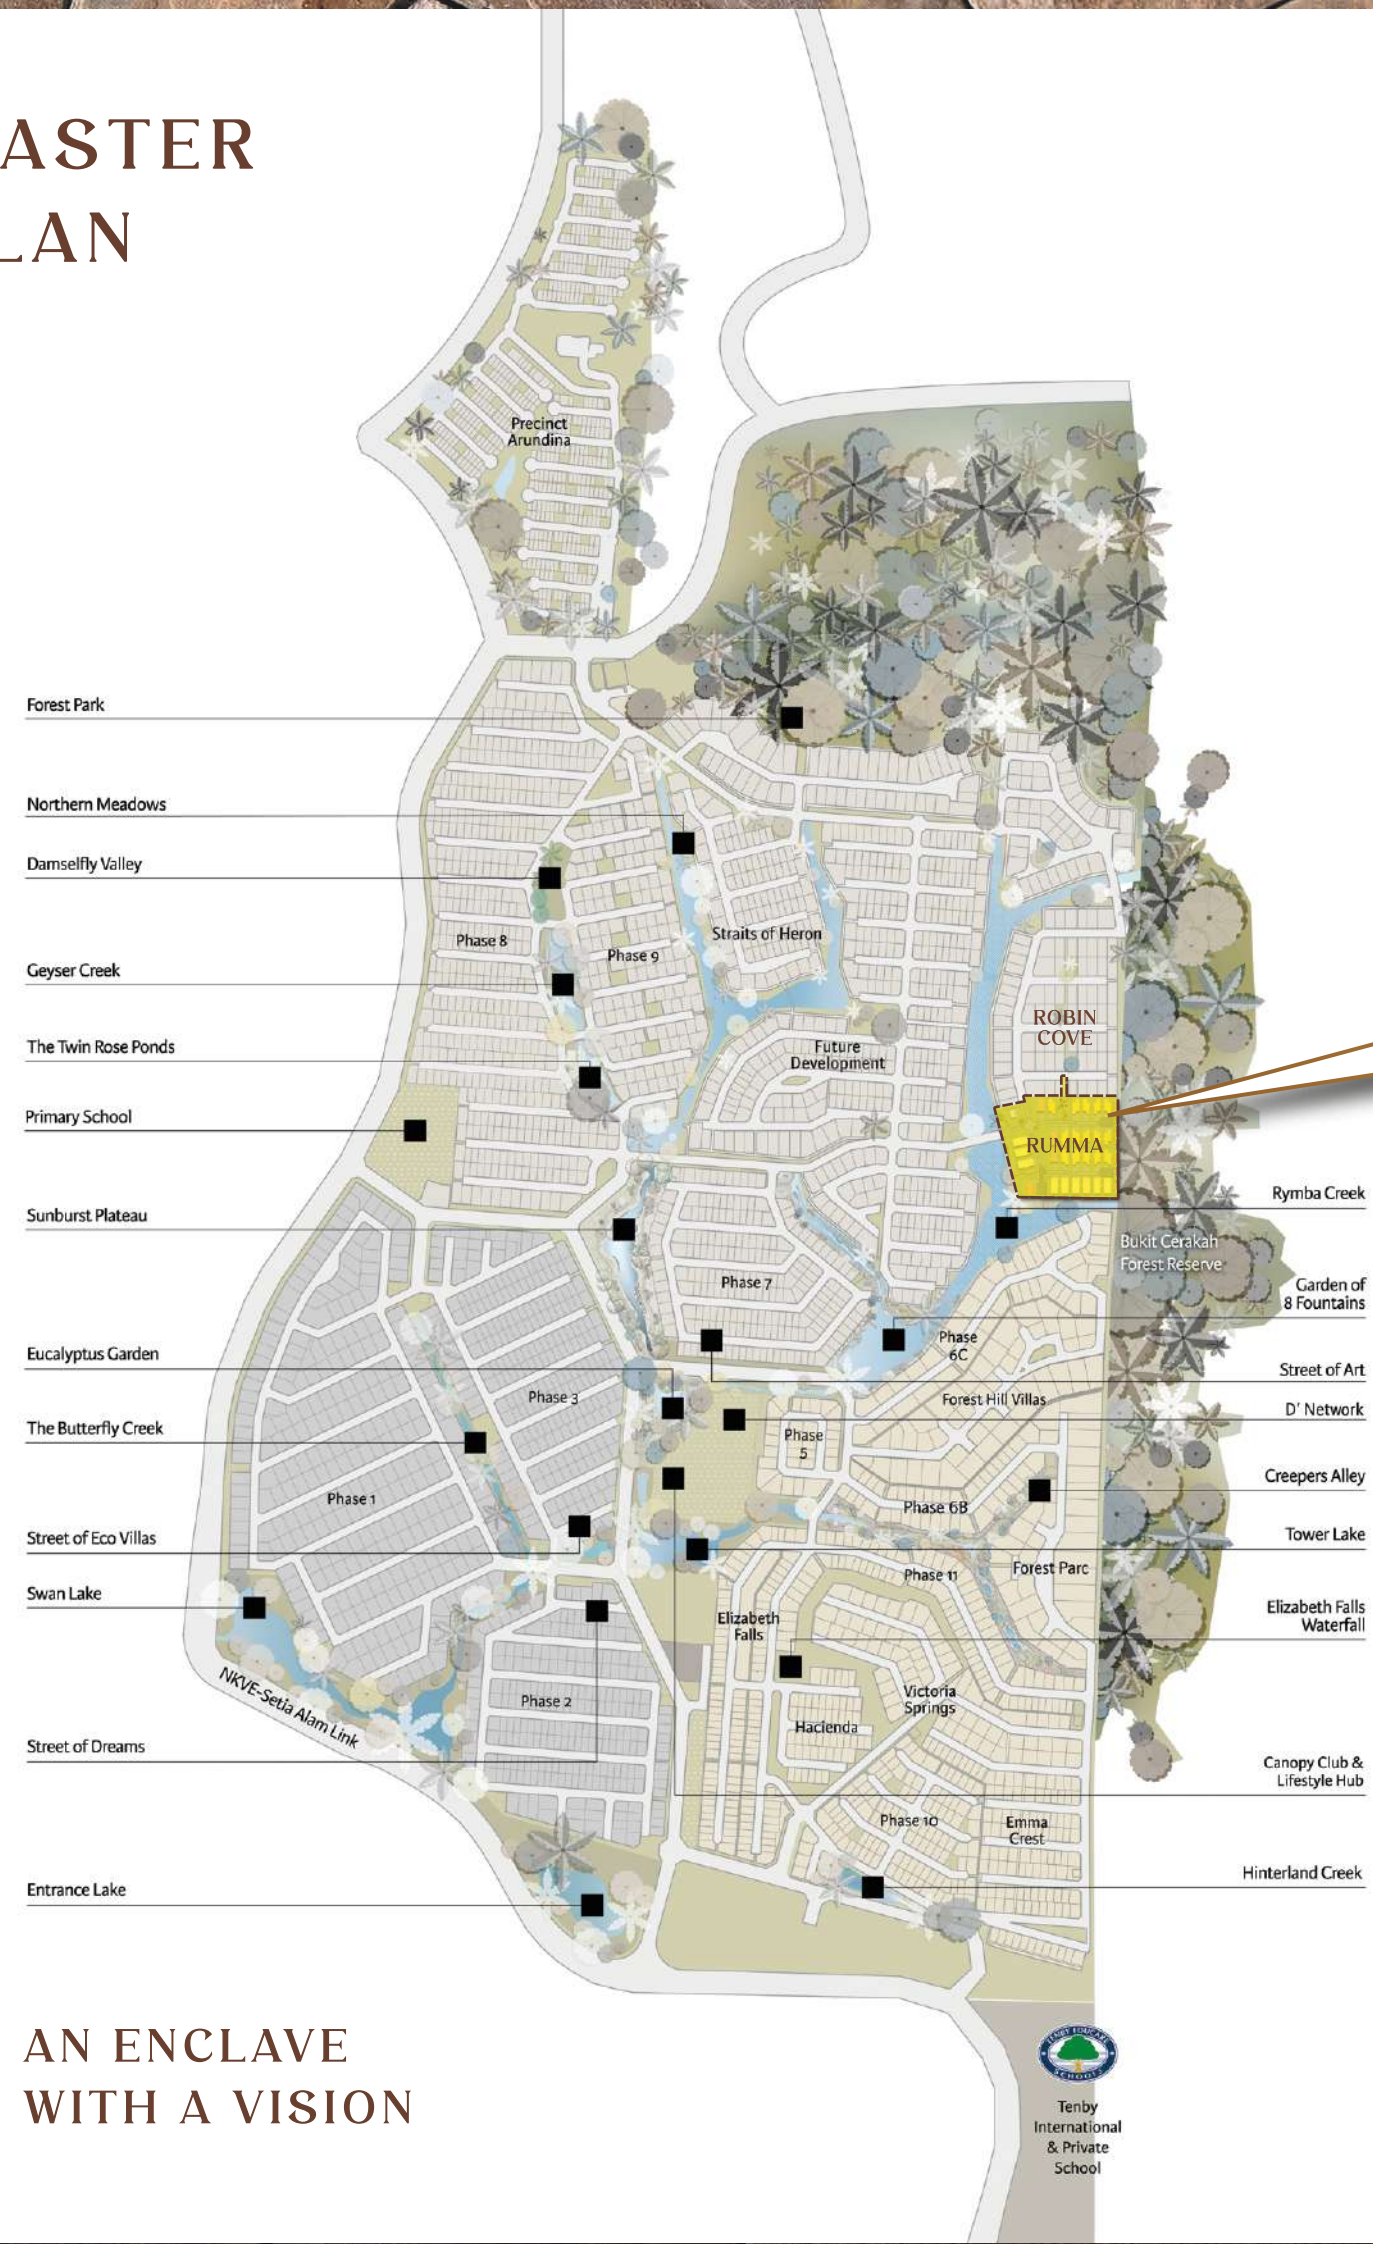 ASTER
LAN
Precinct
Arundina
Forest Park
Northern Meadows
Damselfly Valley
Phase 8
Phase 9
Straits of Heron
Geyser Creek
ROBIN
COVE
The Twin Rose Ponds
Future
Development
Primary School
RUMMA
Rymba Creek
Sunburst Plateau
Bukit Cerakah
Forest Reserve
Phase 7
Garden of
8 Fountains
Phase
6C
Eucalyptus Garden
Street of Art
Phase 3
Forest Hill Villas
D' Network
The Butterfly Creek
Phase
5
Creepers Alley
Phase 1
Phase 6B
Street of Eco Villas
Tower Lake
Phase 11
Forest Parc
Swan Lake
Elizabeth
Falls
Elizabeth Falls
Waterfall
NKVE-Setia Alam Link
Phase 2
Victoria
Springs
Hacienda
Street of Dreams
Canopy Club &
Lifestyle Hub
Phase 10
Emma
Crest
Entrance Lake
Hinterland Creek
AN ENCLAVE
WITH A VISION
TENBY EDUCARE
SCHOOLS
Tenby
International
& Private
School